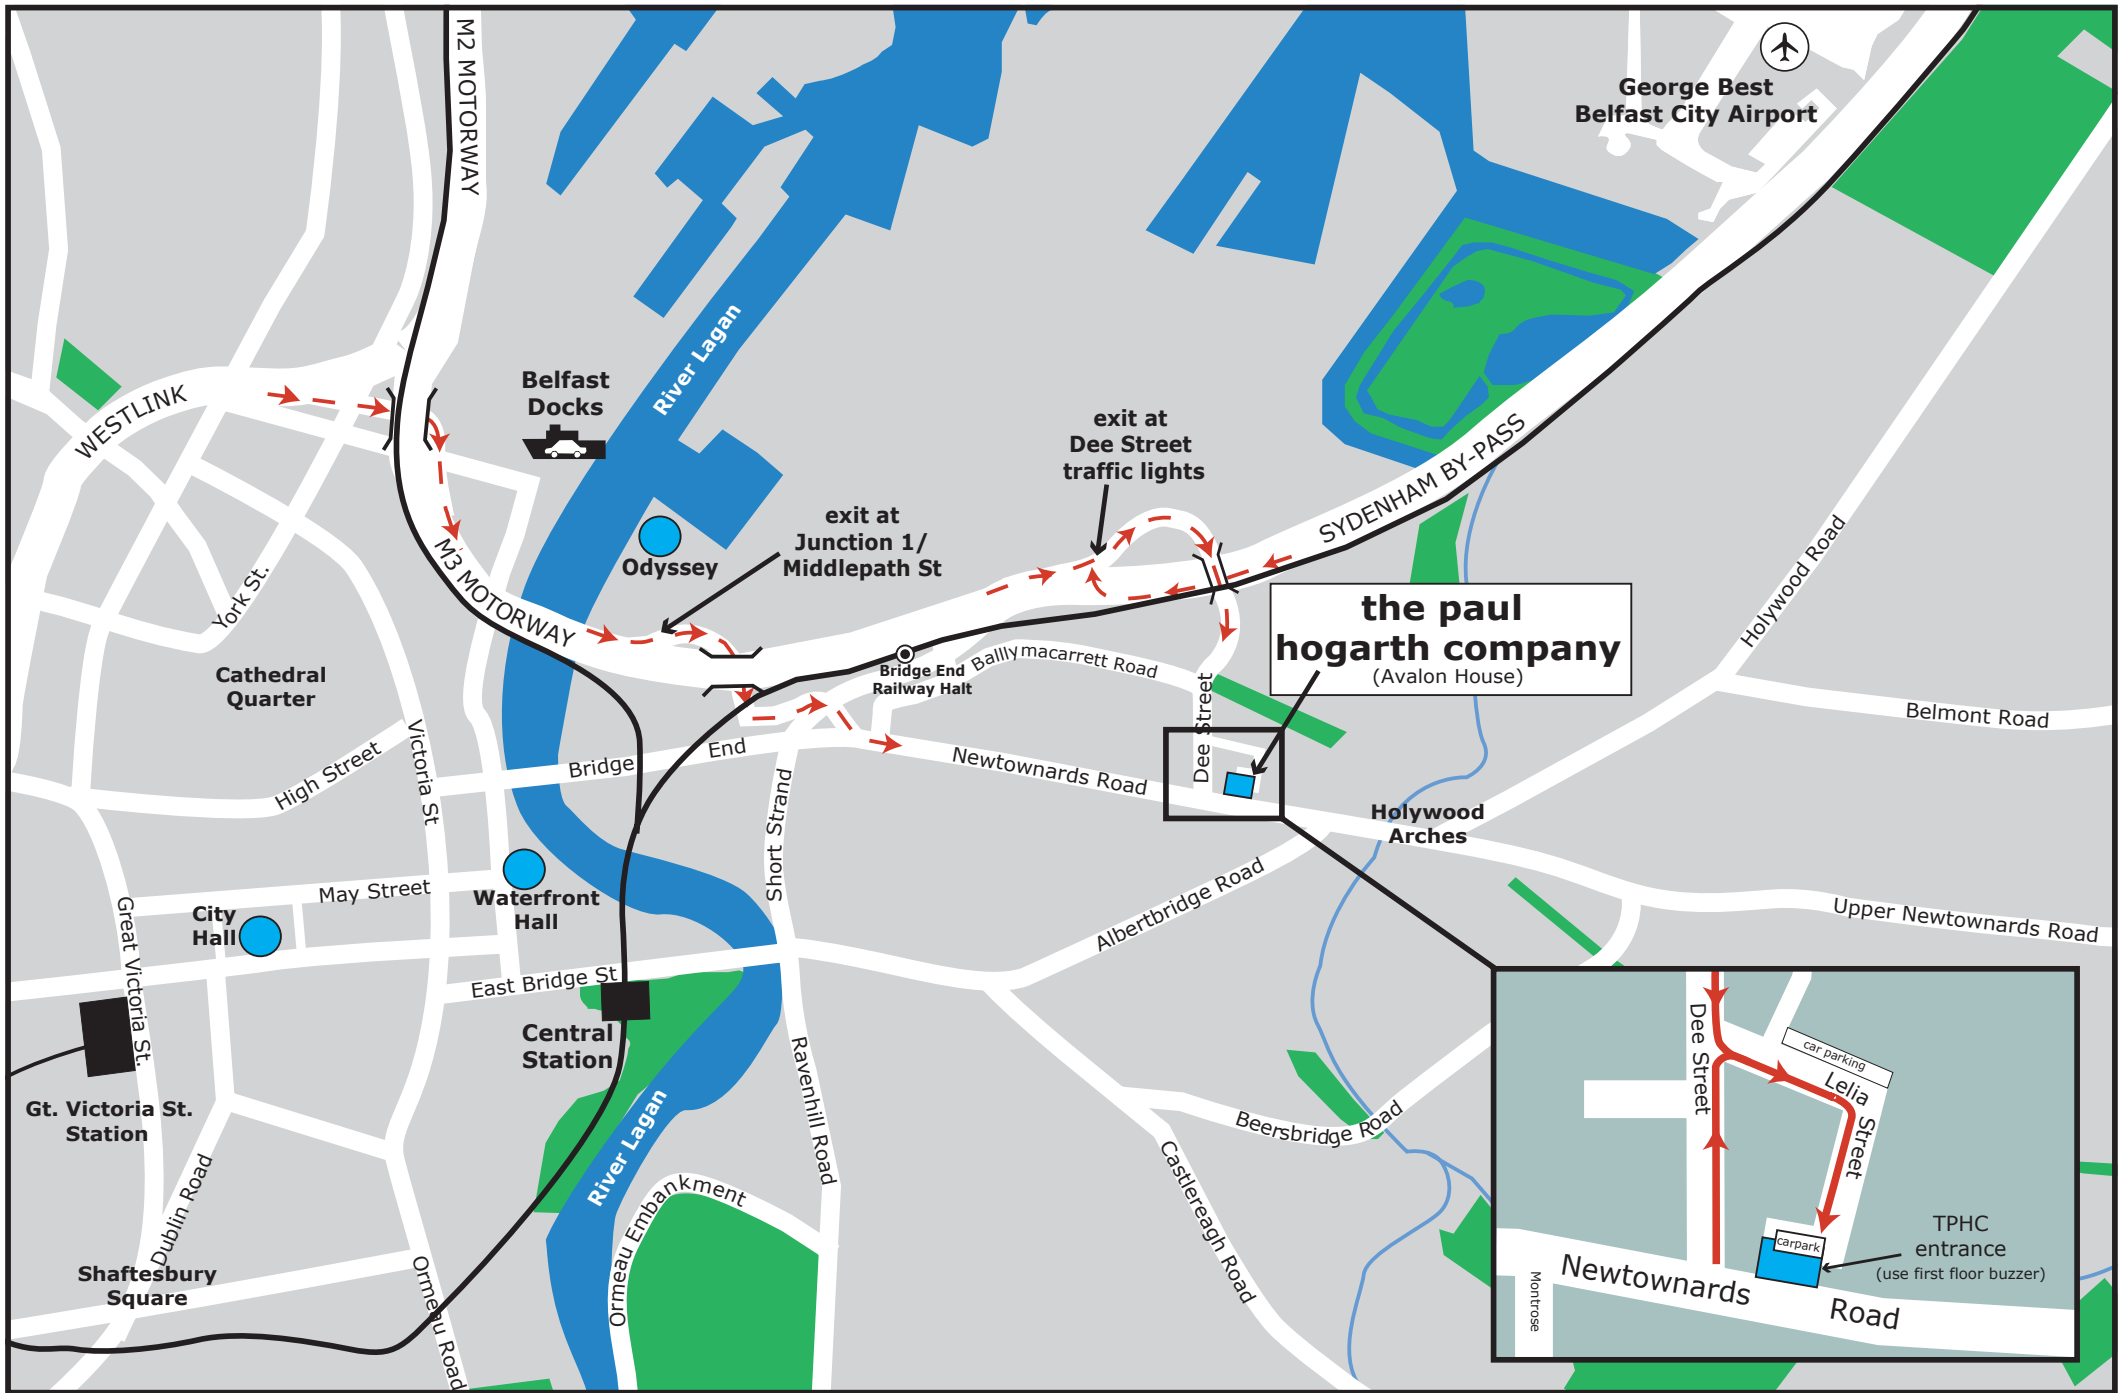 M2 MOTORWAY
George Best
Belfast City Airport
WESTLINK
Belfast
Docks
River Lagan
exit at
Dee Street
traffic lights
SYDENHAM BY-PASS
exit at
Junction 1/
Middlepath St
Odyssey
M3 MOTORWAY
York St.
Holywood Road
the paul
hogarth company
(Avalon House)
Cathedral
Quarter
Bridge End
Railway Halt
Ballymacarrett Road
Dee Street
Belmont Road
Victoria St
High Street
Bridge
End
Newtownards Road
Short Strand
Holywood
Arches
May Street
Waterfront
Hall
City
Hall
Great Victoria St.
Albertbridge Road
Upper Newtownards Road
East Bridge St
Central
Station
Ravenhill Road
Gt. Victoria St.
Station
River Lagan
Beersbridge Road
Castlereagh Road
Dublin Road
Ormeau Embankment
Shaftesbury
Square
Ormeau Road
Dee Street
car parking
Lelia
Street
carpark
TPHC
entrance
(use first floor buzzer)
Newtownards
Road
Montrose